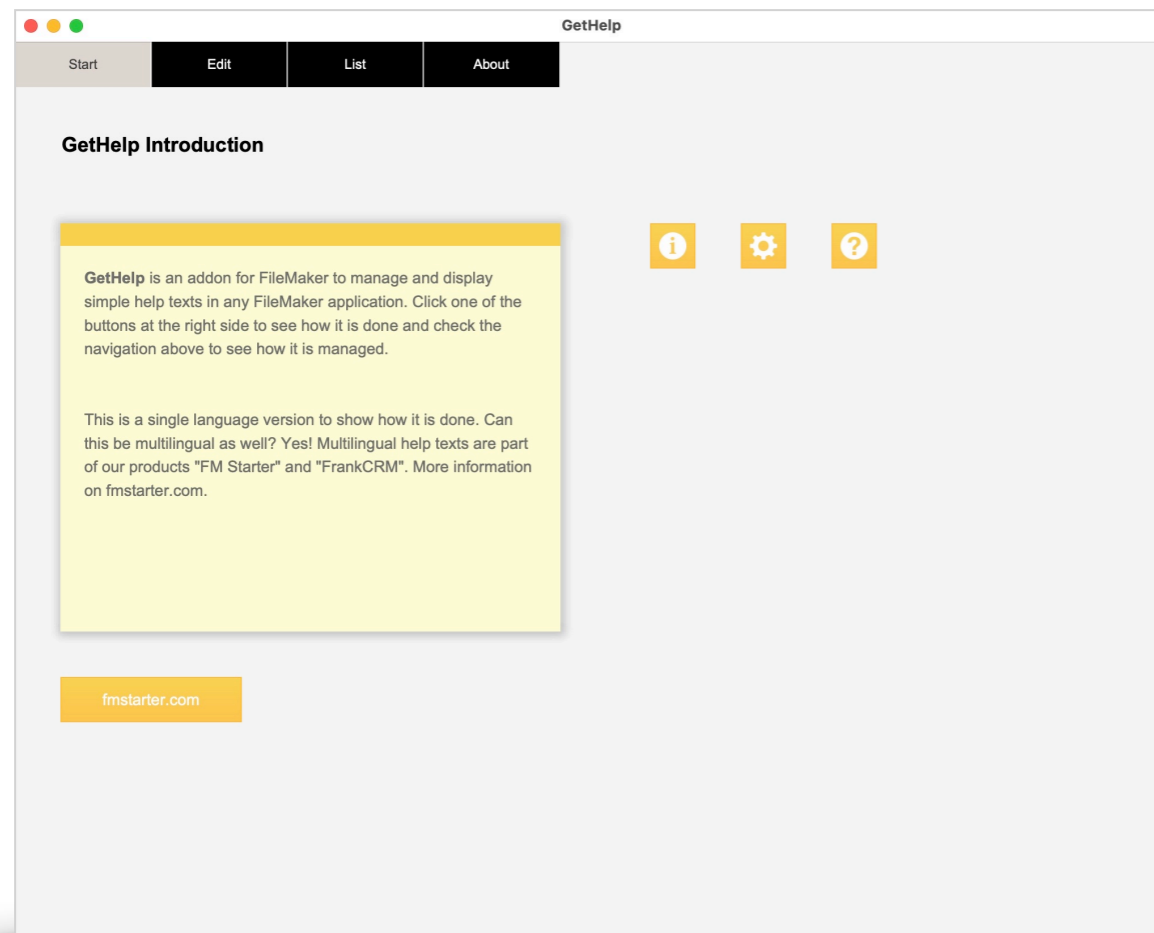 GetHelp
Start
Edit
List
About
GetHelp Introduction
GetHelp is an addon for FileMaker to manage and display
simple help texts in any FileMaker application. Click one of the
buttons at the right side to see how it is done and check the
navigation above to see how it is managed.
This is a single language version to show how it is done. Can
this be multilingual as well? Yes! Multilingual help texts are part
of our products "FM Starter" and "FrankCRM". More information
on fmstarter.com.
fmstarter.com